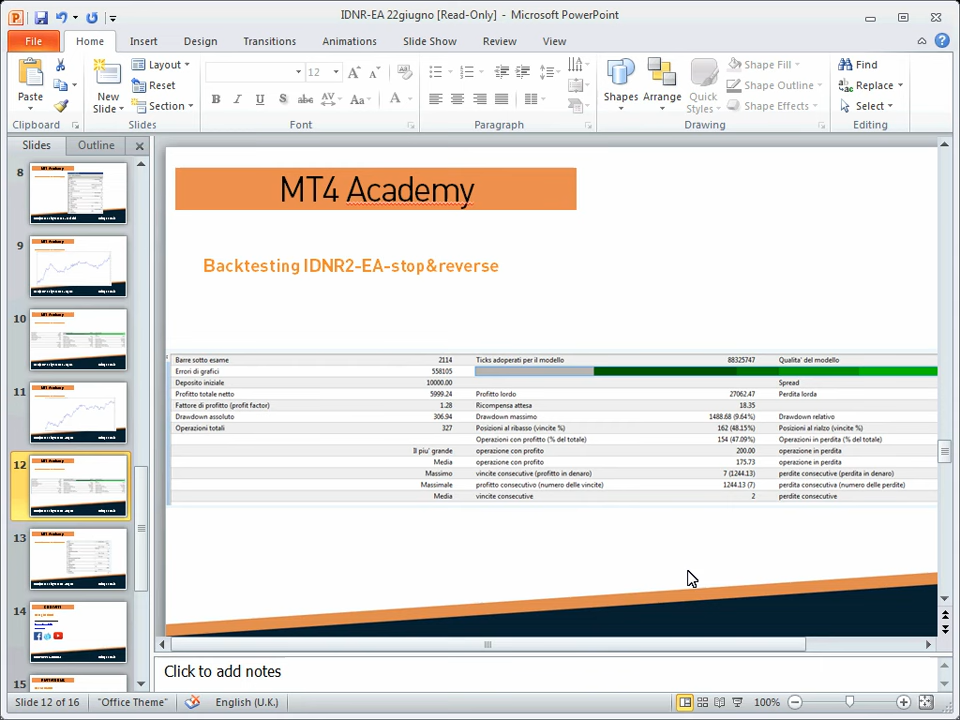 IDNR-EA 22giugno [Read-Only] - Microsoft PowerPoint
File Home Insert Design Transitions Animations Slide Show Review View
Paste
Clipboard
New Slide
Layout
Reset
Section
Slides
12
Font
Paragraph
Shapes
Arrange
Quick Styles
Shape Fill
Shape Outline
Shape Effects
Drawing
Find
Replace
Select
Editing
Slides Outline
8
9
10
11
12
13
14
15
MT4 Academy
Backtesting IDNR2-EA-stop&reverse
Barre sotto esame 2114 Ticks adoperati per il modello 88325747 Qualita' del modello
Errori di grafici 558105
Deposito iniziale 10000.00 Spread
Profitto totale netto 5999.24 Profitto lordo 27062.47 Perdita lorda
Fattore di profitto (profit factor) 1.28 Ricompensa attesa 18.35
Drawdown assoluto 306.94 Drawdown massimo 1488.68 (9.64%) Drawdown relativo
Operazioni totali 327 Posizioni al ribasso (vincite %) 162 (48.15%) Posizioni al rialzo (vincite %)
Operazioni con profitto (% del totale) 154 (47.09%) Operazioni in perdita (% del totale)
Il piu' grande operazione con profitto 200.00 operazione in perdita
Media operazione con profitto 175.73 operazione in perdita
Massimo vincite consecutive (profitto in denaro) 7 (1244.13) perdite consecutive (perdita in denaro)
Massimale profitto consecutivo (numero delle vincite) 1244.13 (7) perdita consecutiva (numero delle perdite)
Media vincite consecutive 2 perdite consecutive
Click to add notes
Slide 12 of 16 "Office Theme" English (U.K.) 100%